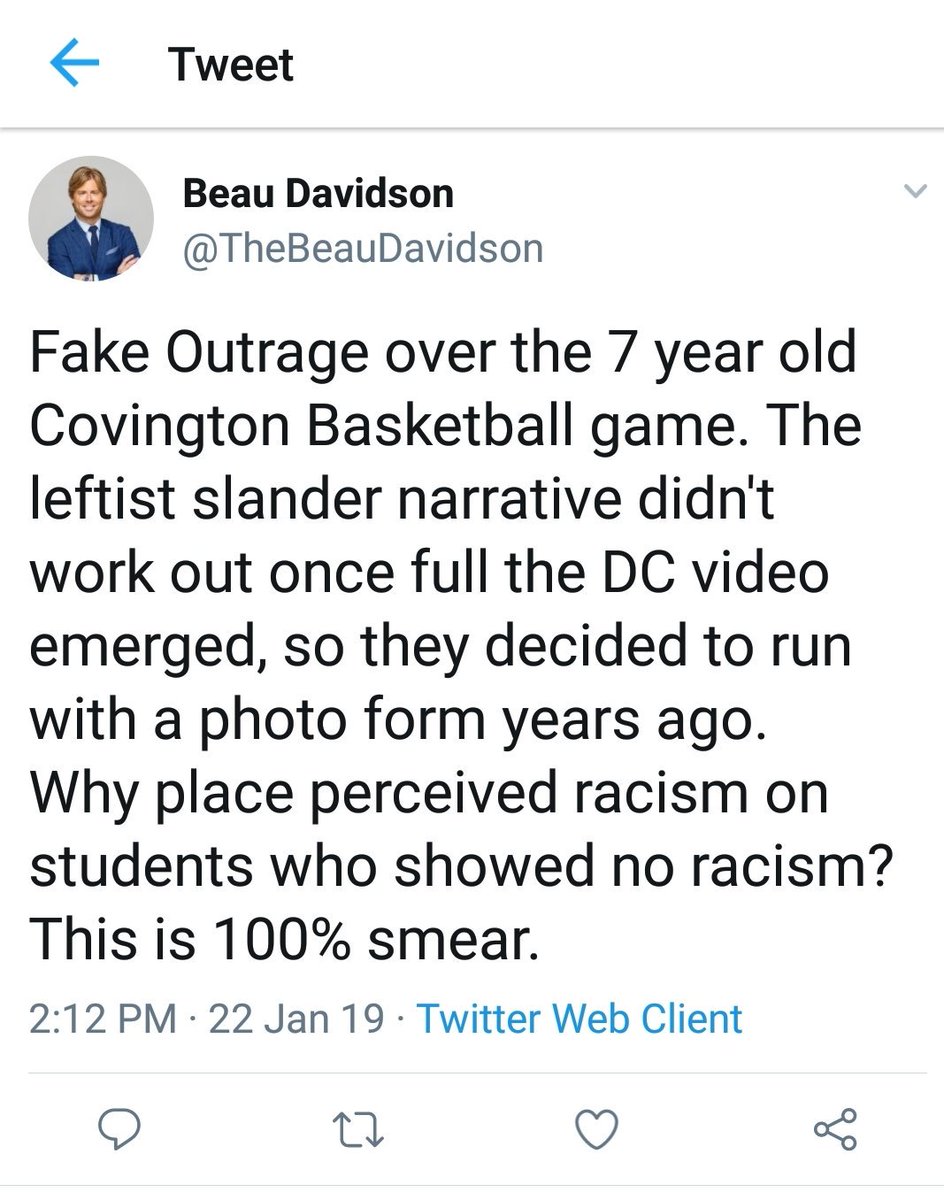 Tweet
Beau Davidson
@TheBeauDavidson
Fake Outrage over the 7 year old
Covington Basketball game. The
leftist slander narrative didn't
work out once full the DC video
emerged, so they decided to run
with a photo form years ago.
Why place perceived racism on
students who showed no racism?
This is 100% smear.
2:12 PM · 22 Jan 19 · Twitter Web Client